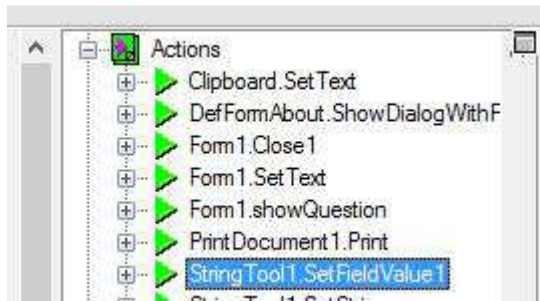 Actions
Clipboard.SetText
DefFormAbout.ShowDialogWithF
Form1.Close1
Form1.SetText
Form1.showQuestion
PrintDocument1.Print
StringTool1.SetFieldValue1